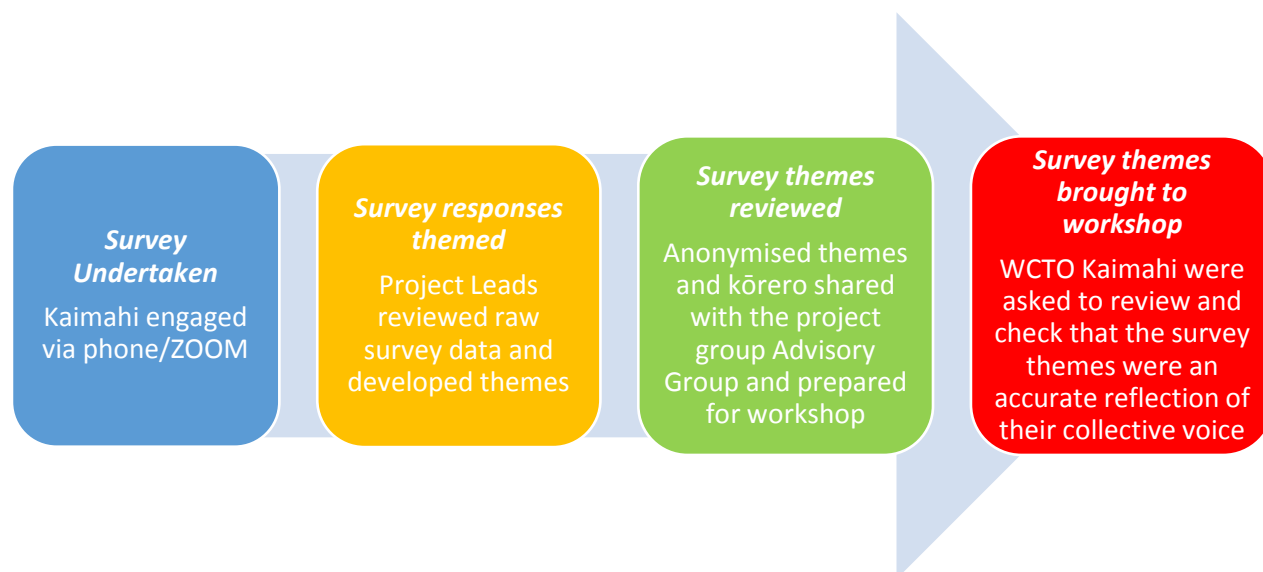 Survey
Undertaken
Kaimahi engaged
via phone/ZOOM
Survey responses
themed
Project Leads
reviewed raw
survey data and
developed themes
Survey themes
reviewed
Anonymised themes
and kōrero shared
with the project
group Advisory
Group and prepared
for workshop
Survey themes
brought to
workshop
WCTO Kaimahi were
asked to review and
check that the survey
themes were an
accurate reflection of
their collective voice